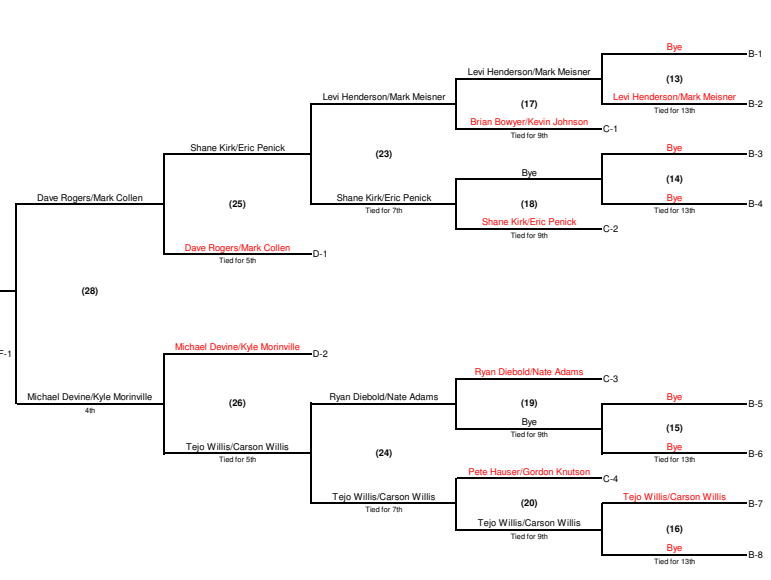 Bye
B-1
Levi Henderson/Mark Meisner
(13)
Levi Henderson/Mark Meisner
Levi Henderson/Mark Meisner
B-2
(17)
Tied for 13th
Brian Bowyer/Kevin Johnson
C-1
Tied for 9th
Shane Kirk/Eric Penick
(23)
Bye
B-3
Bye
(14)
Dave Rogers/Mark Collen
(25)
Shane Kirk/Eric Penick
(18)
Bye
B-4
Tied for 7th
Tied for 13th
Shane Kirk/Eric Penick
C-2
Tied for 9th
Dave Rogers/Mark Collen
D-1
Tied for 5th
(28)
F-1
Michael Devine/Kyle Morinville
D-2
Ryan Diebold/Nate Adams
C-3
Michael Devine/Kyle Morinville
4th
(26)
Ryan Diebold/Nate Adams
(19)
Bye
B-5
Bye
Tied for 9th
(15)
Tejo Willis/Carson Willis
Tied for 5th
(24)
Bye
B-6
Tied for 13th
Pete Hauser/Gordon Knutson
C-4
Tejo Willis/Carson Willis
Tied for 7th
(20)
Tejo Willis/Carson Willis
B-7
Tejo Willis/Carson Willis
Tied for 9th
(16)
Bye
B-8
Tied for 13th